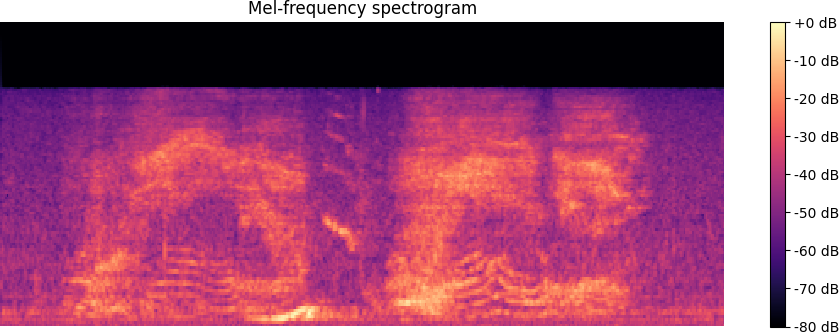 Mel-frequency spectrogram
+0 dB
-10 dB
-20 dB
-30 dB
-40 dB
-50 dB
-60 dB
-70 dB
-80 dB